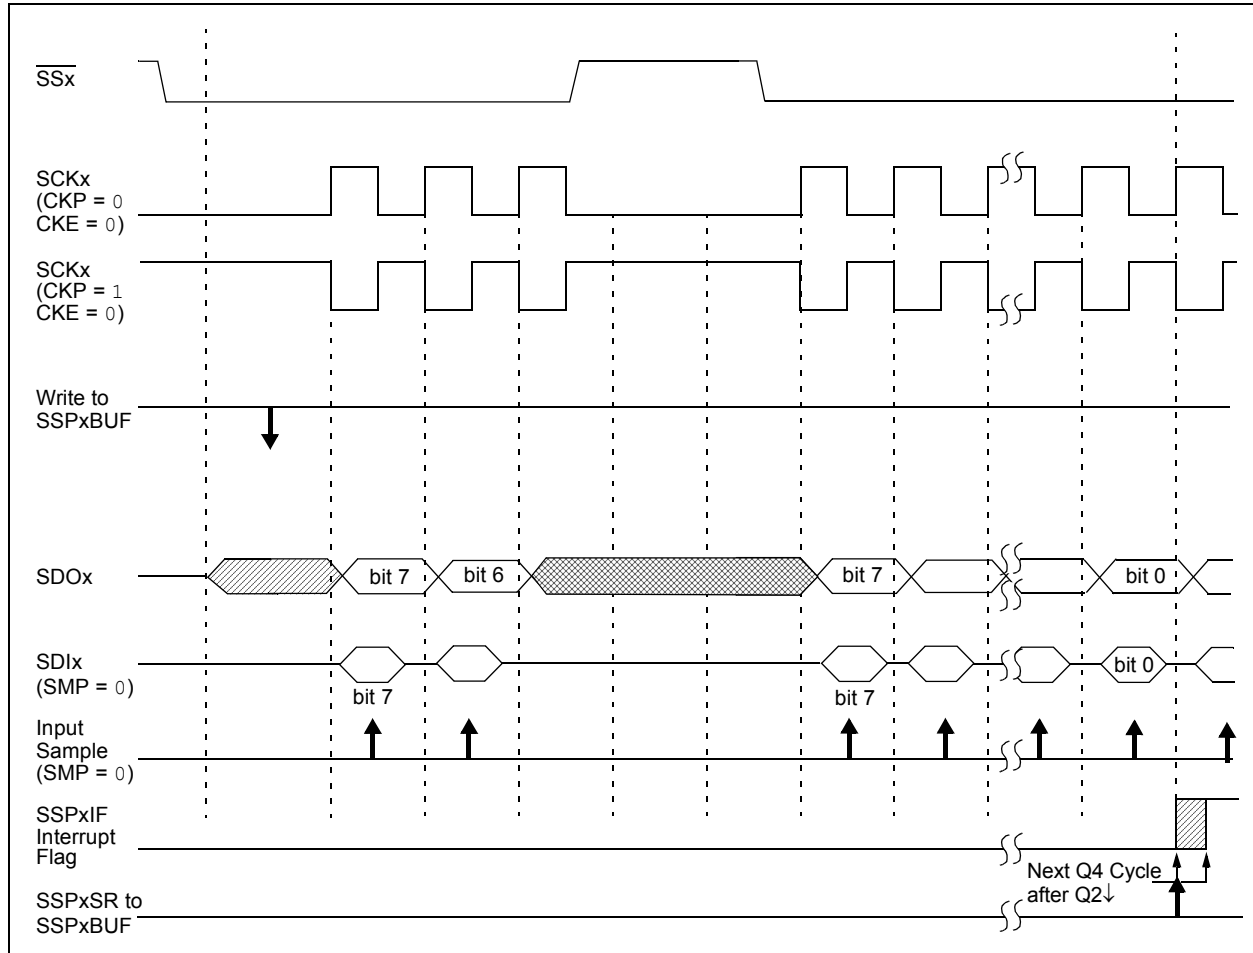 SSx
SCKx
(CKP = 0
CKE = 0)
SCKx
(CKP = 1
CKE = 0)
Write to
SSPxBUF
SDOx
bit 7
bit 6
bit 7
bit 0
SDIx
(SMP = 0)
bit 0
bit 7
bit 7
Input
Sample
(SMP = 0)
SSPxIF
Interrupt
Flag
Next Q4 Cycle
after Q2↓
SSPxSR to
SSPxBUF